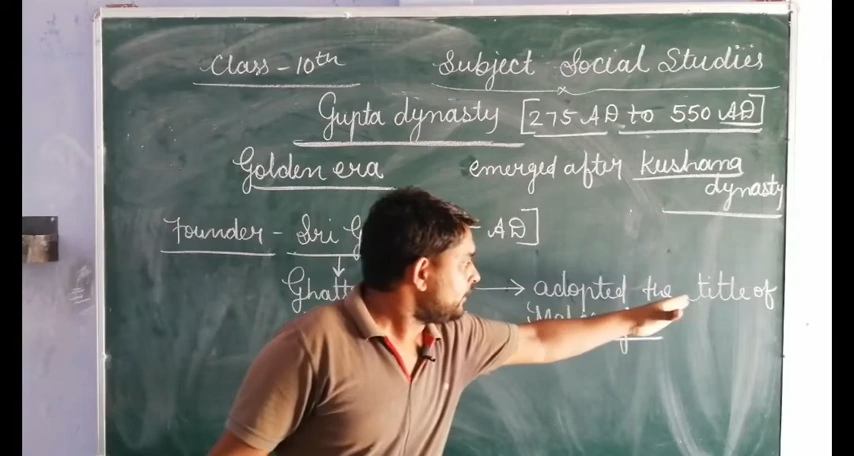 Class - 10th
Subject Social Studies
Gupta dynasty [275 AD to 550 AD]
Golden era
emerged after Kushana
dynasty
Founder - Sri
AD]
adopted the title of